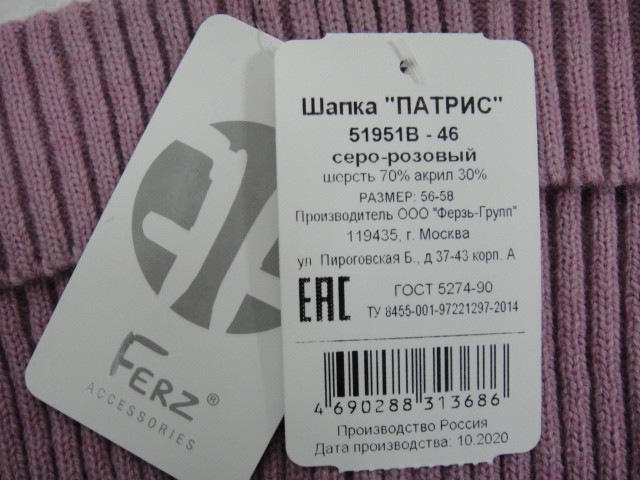 FERZ®
ACCESSORIES
Шапка "ПАТРИС"
51951В - 46
серо-розовый
шерсть 70% акрил 30%
РАЗМЕР: 56-58
Производитель ООО "Ферзь-Групп"
119435, г. Москва
ул. Пироговская Б., д 37-43 корп. А
ЕАС
ГОСТ 5274-90
ТУ 8455-001-97221297-2014
4 690288 313686
Производство Россия
Дата производства: 10.2020